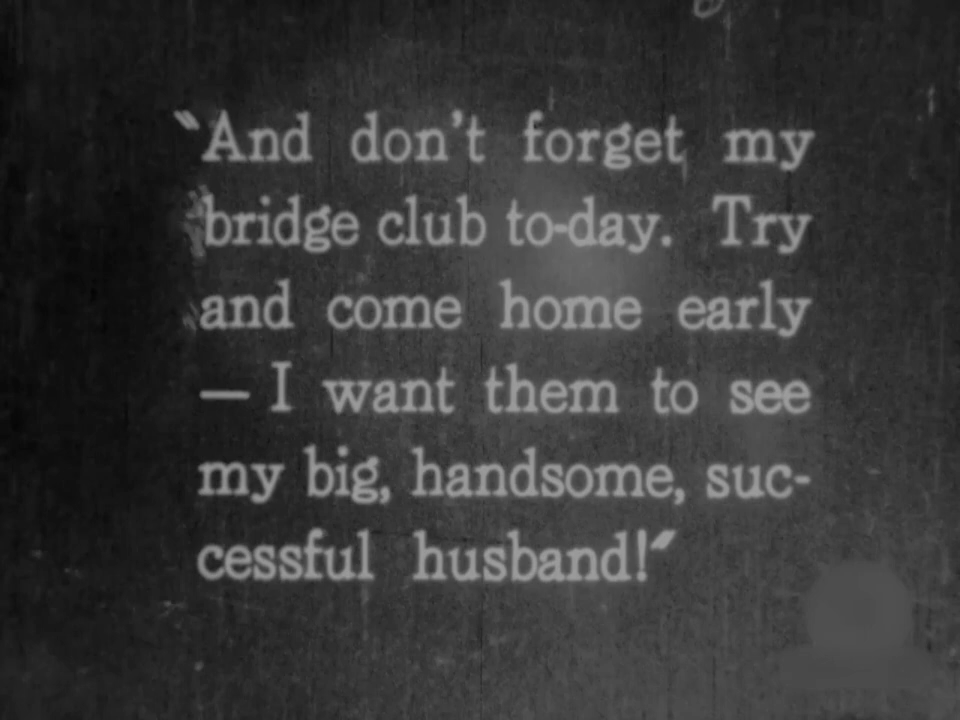 "And don't forget my
bridge club to-day. Try
and come home early
— I want them to see
my big, handsome, suc-
cessful husband!"